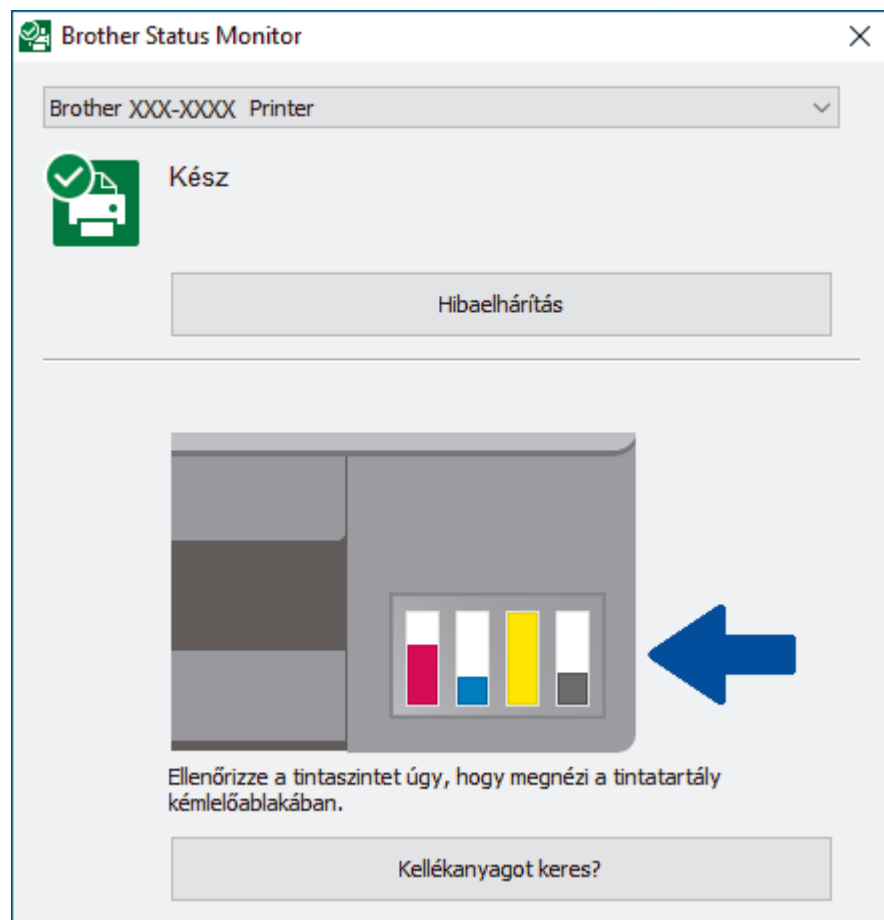 Brother Status Monitor
Brother XXX-XXXX Printer
Kész
Hibaelhárítás
Ellenőrizze a tintaszintet úgy, hogy megnézi a tintatartály
kémlelőablakában.
Kellékanyagot keres?